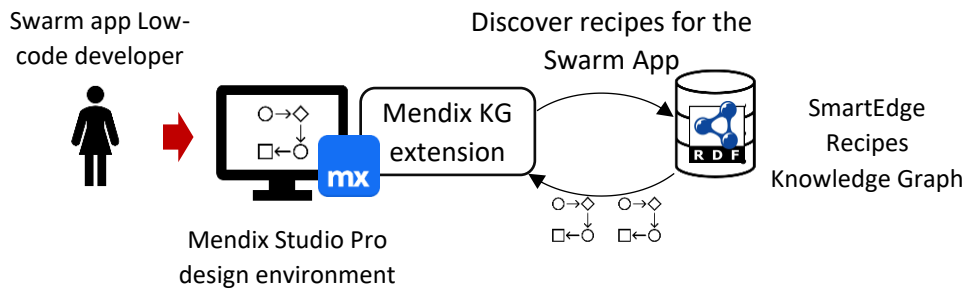 Swarm app Low-
code developer
Discover recipes for the
Swarm App
Mendix KG
extension
mx
RDF
SmartEdge
Recipes
Knowledge Graph
Mendix Studio Pro
design environment